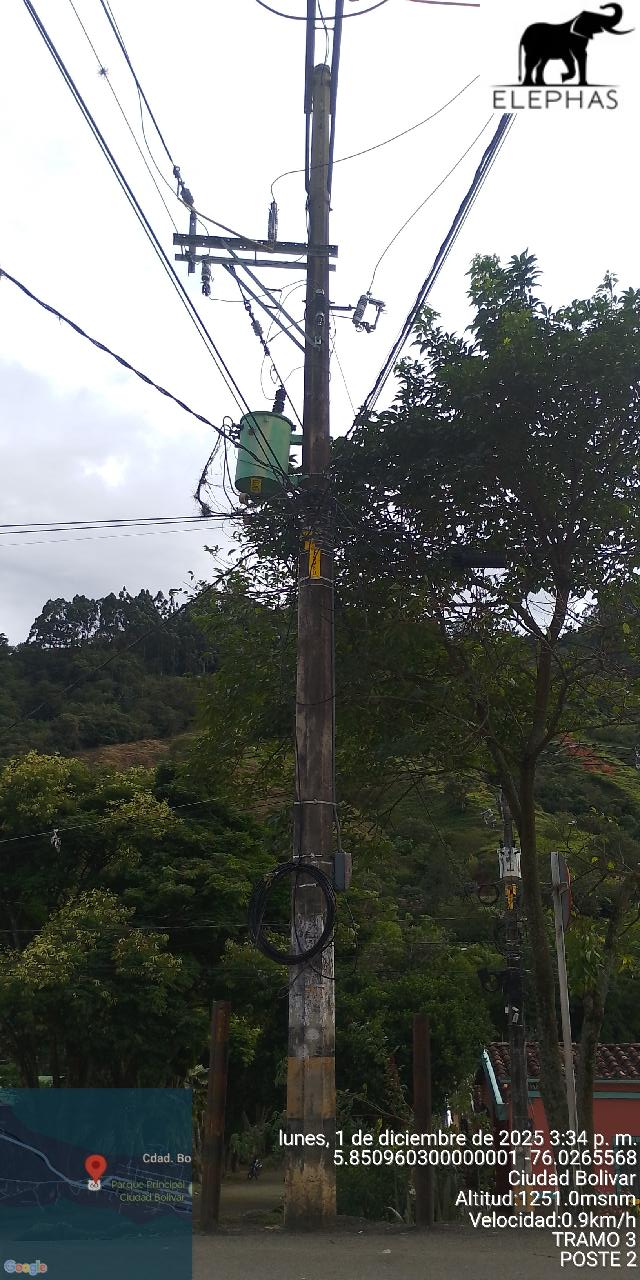 ELEPHAS
lunes, 1 de diciembre de 2025 3:34 p. m.
5.850960300000001 -76.0265568
Ciudad Bolivar
Altitud:1251.0msnm
Velocidad:0.9km/h
TRAMO 3
POSTE 2
Cdad. Bo
Parque Principal
Ciudad Bolivar
Google